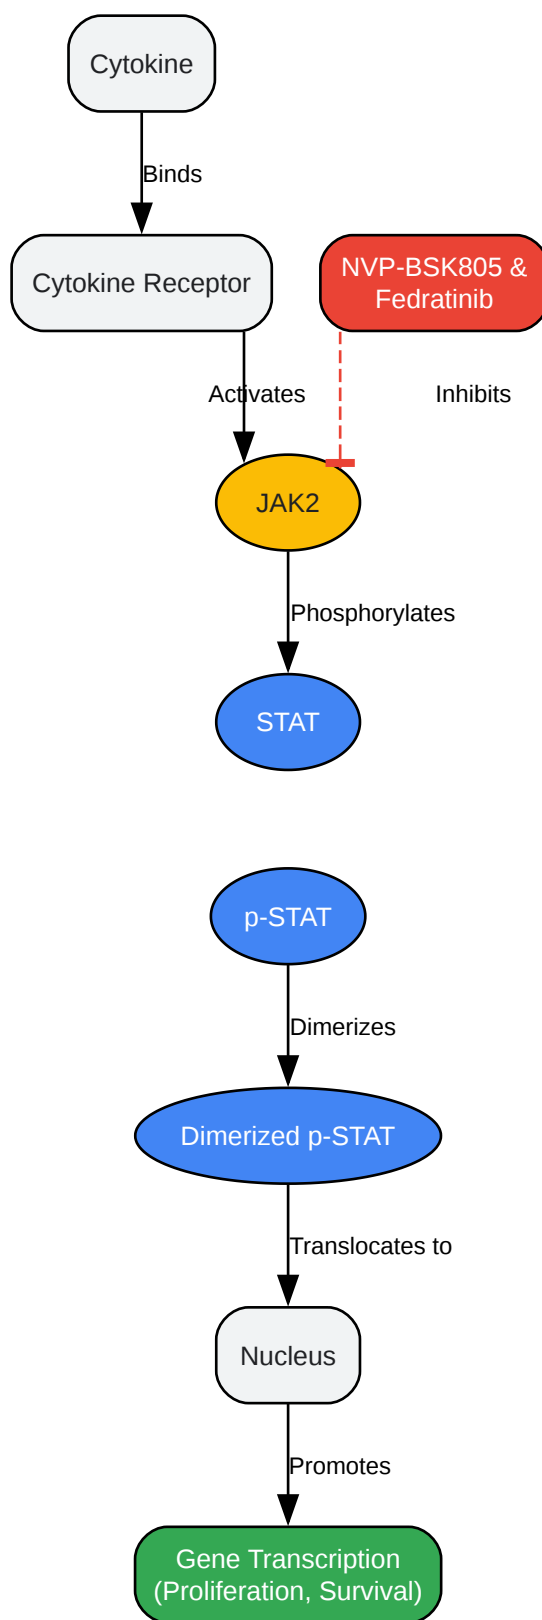 Cytokine
Binds
Cytokine Receptor
NVP-BSK805 &
Fedratinib
Activates
Inhibits
JAK2
Phosphorylates
STAT
p-STAT
Dimerizes
Dimerized p-STAT
Translocates to
Nucleus
Promotes
Gene Transcription
(Proliferation, Survival)